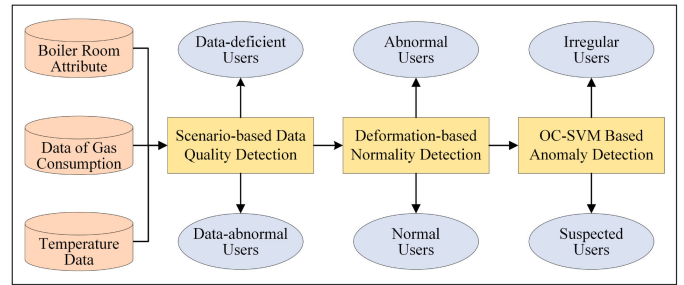 Boiler Room
Attribute
Data of Gas
Consumption
Temperature
Data
Data-deficient
Users
Scenario-based Data
Quality Detection
Data-abnormal
Users
Abnormal
Users
Deformation-based
Normality Detection
Normal
Users
Irregular
Users
OC-SVM Based
Anomaly Detection
Suspected
Users